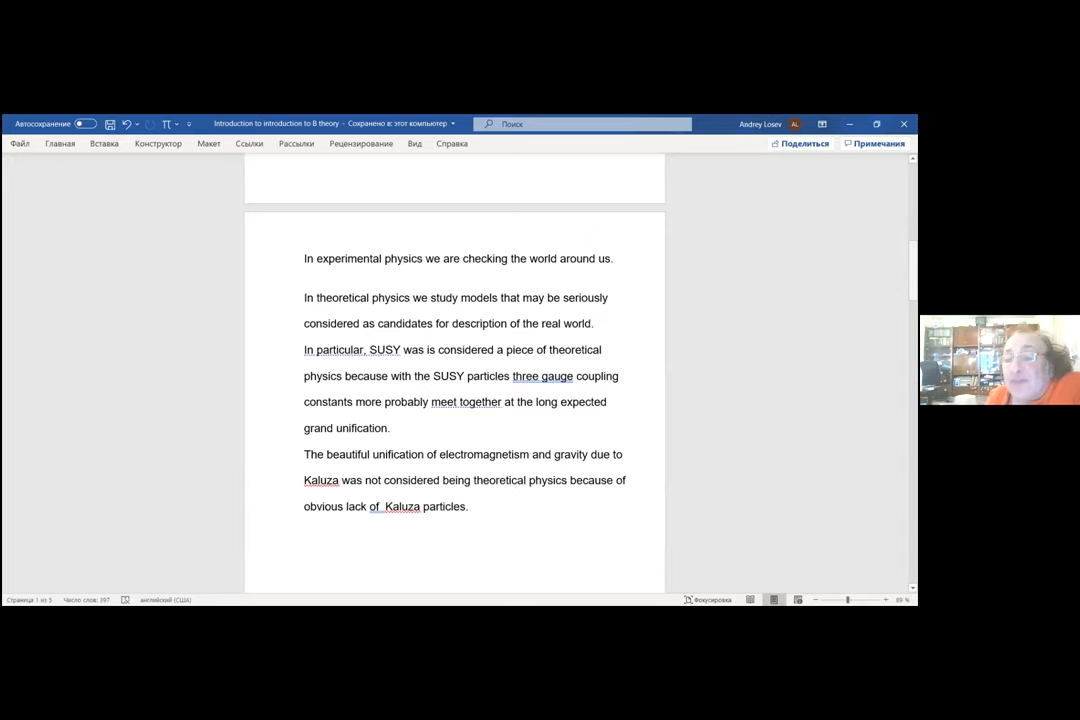 Автосохранение
Introduction to introduction to B theory - Сохранено в: этот компьютер
Поиск
Andrey Losev
AL
Файл Главная Вставка Конструктор Макет Ссылки Рассылки Рецензирование Вид Справка
Поделиться Примечания
In experimental physics we are checking the world around us.
In theoretical physics we study models that may be seriously
considered as candidates for description of the real world.
In particular, SUSY was is considered a piece of theoretical
physics because with the SUSY particles three gauge coupling
constants more probably meet together at the long expected
grand unification.
The beautiful unification of electromagnetism and gravity due to
Kaluza was not considered being theoretical physics because of
obvious lack of Kaluza particles.
Страница 1 из 5 Число слов: 397 английский (США) Фокусировка 89 %